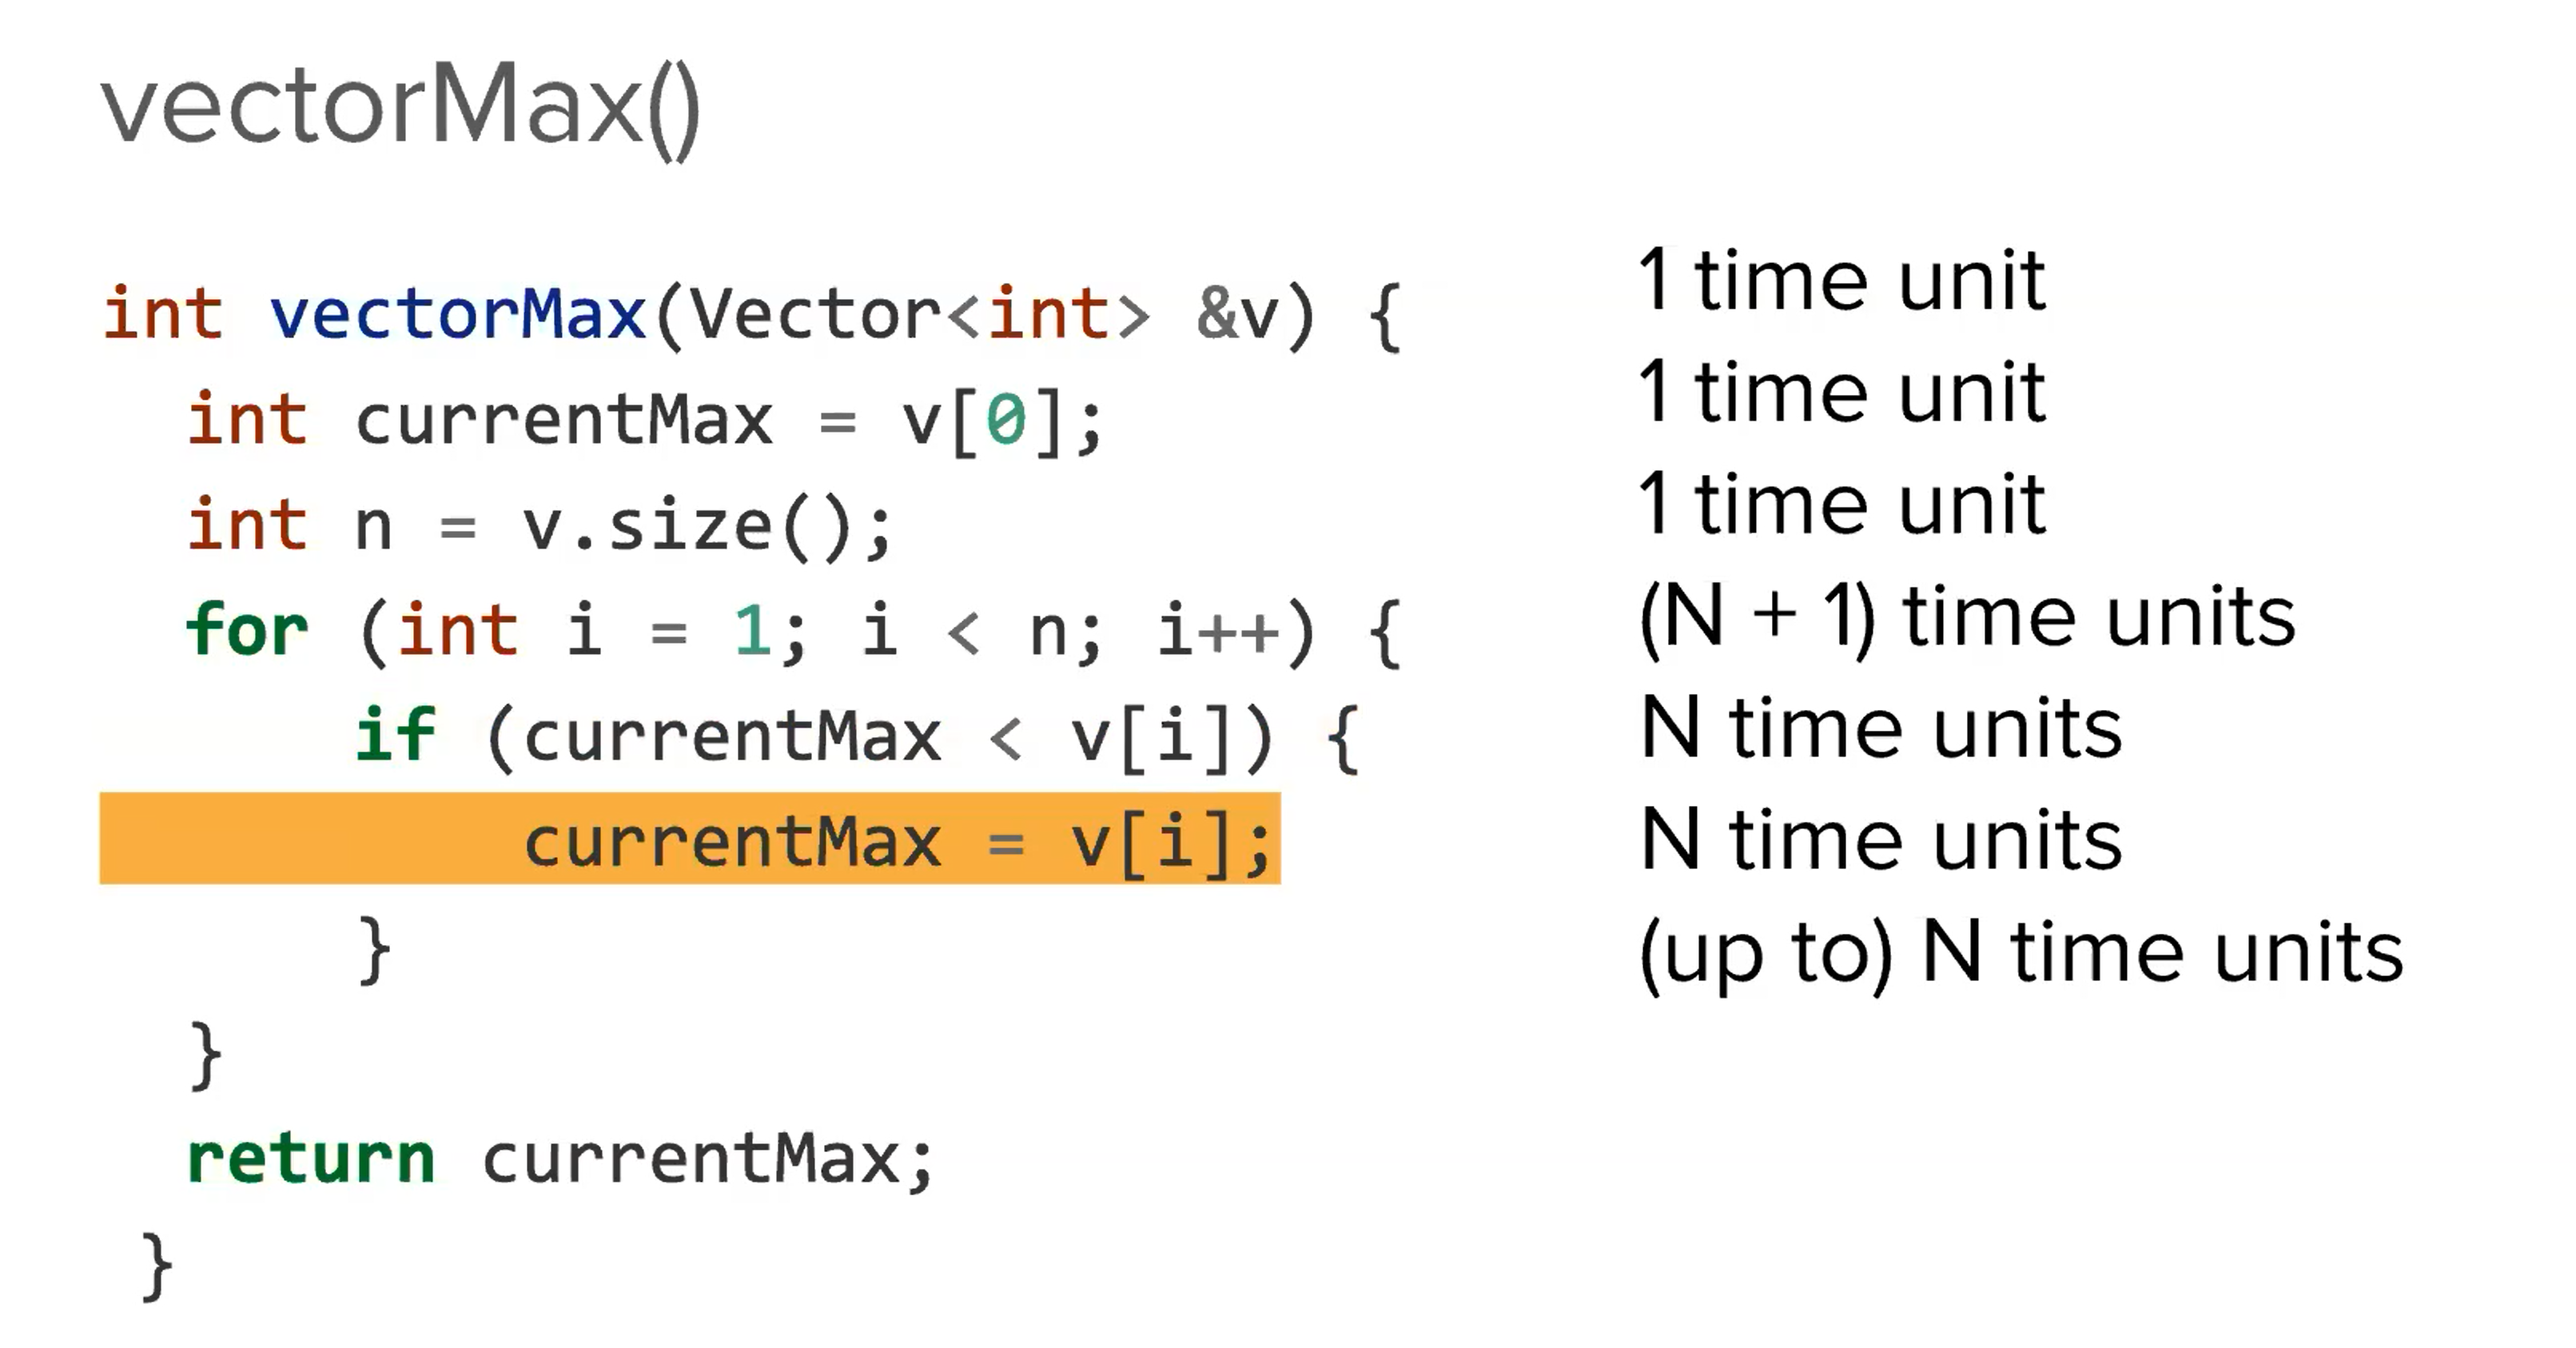 vectorMax()
int vectorMax(Vector<int> &v) {
int currentMax = v[0];
int n = v.size();
for (int i = 1; i < n; i++) {
if (currentMax < v[i]) {
currentMax = v[i];
}
}
return currentMax;
}
1 time unit
1 time unit
1 time unit
(N + 1) time units
N time units
N time units
(up to) N time units